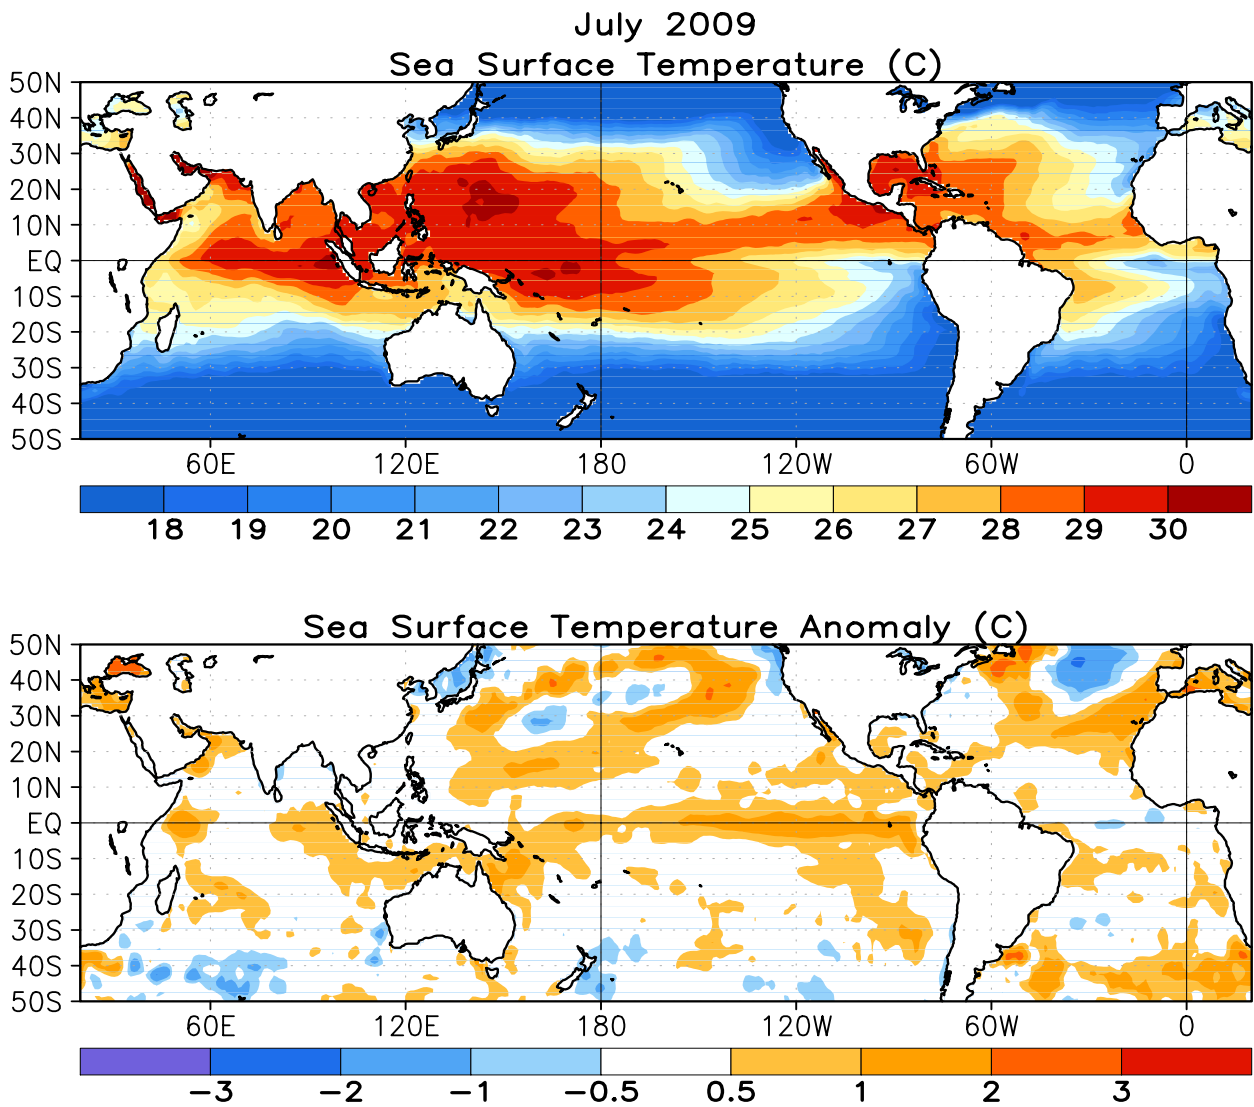 July 2009
Sea Surface Temperature (C)
50N
40N
30N
20N
10N
EQ
10S
20S
30S
40S
50S
60E 120E 180 120W 60W 0
18 19 20 21 22 23 24 25 26 27 28 29 30
Sea Surface Temperature Anomaly (C)
50N
40N
30N
20N
10N
EQ
10S
20S
30S
40S
50S
60E 120E 180 120W 60W 0
−3 −2 −1 −0.5 0.5 1 2 3